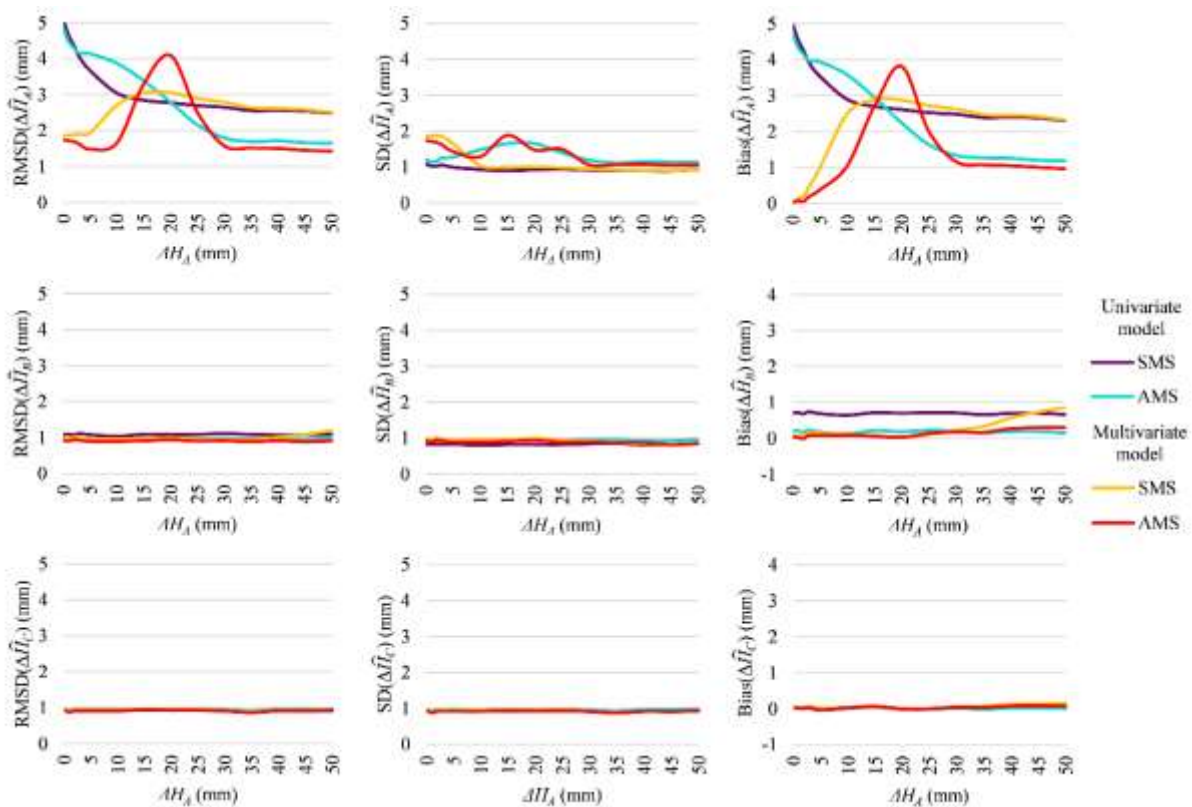 5
4
3
2
1
0
RMSD(ΔĤ_A) (mm)
0 5 10 15 20 25 30 35 40 45 50
ΔH_A (mm)
5
4
3
2
1
0
SD(ΔĤ_A) (mm)
0 5 10 15 20 25 30 35 40 45 50
ΔH_A (mm)
5
4
3
2
1
0
Bias(ΔĤ_A) (mm)
0 5 10 15 20 25 30 35 40 45 50
ΔH_A (mm)
5
4
3
2
1
0
RMSD(ΔĤ_B) (mm)
0 5 10 15 20 25 30 35 40 45 50
ΔH_A (mm)
5
4
3
2
1
0
SD(ΔĤ_B) (mm)
0 5 10 15 20 25 30 35 40 45 50
ΔH_A (mm)
4
3
2
1
0
-1
Bias(ΔĤ_B) (mm)
0 5 10 15 20 25 30 35 40 45 50
ΔH_A (mm)
Univariate
model
SMS
AMS
Multivariate
model
SMS
AMS
5
4
3
2
1
0
RMSD(ΔĤ_C) (mm)
0 5 10 15 20 25 30 35 40 45 50
ΔH_A (mm)
5
4
3
2
1
0
SD(ΔĤ_C) (mm)
0 5 10 15 20 25 30 35 40 45 50
ΔH_A (mm)
4
3
2
1
0
-1
Bias(ΔĤ_C) (mm)
0 5 10 15 20 25 30 35 40 45 50
ΔH_A (mm)